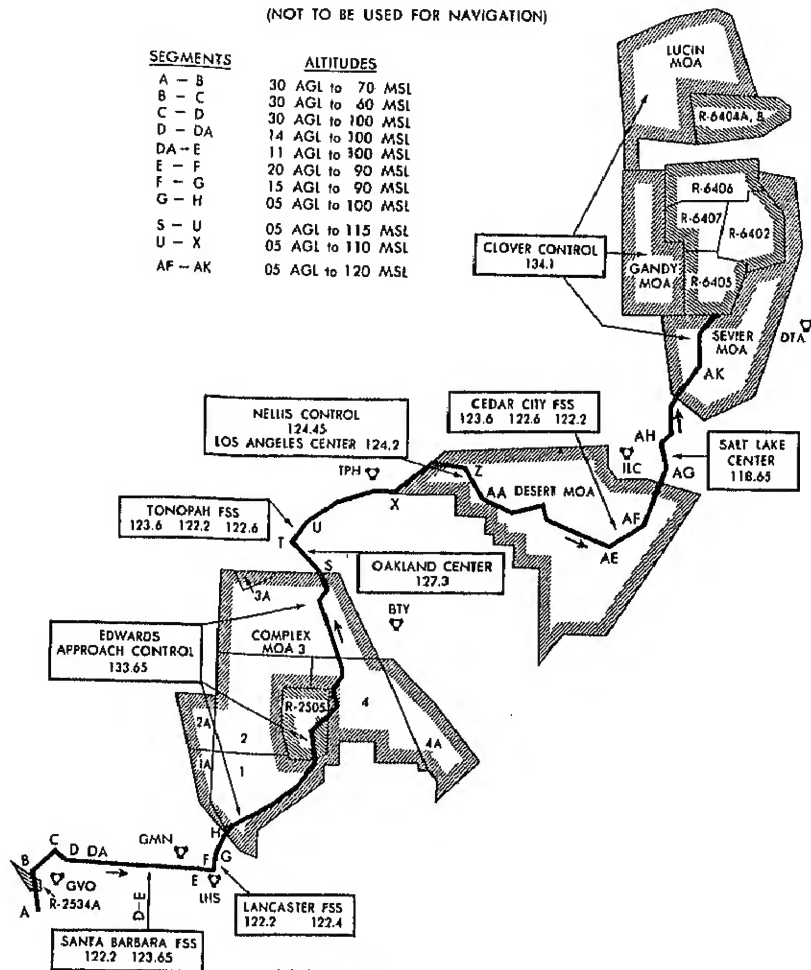 (NOT TO BE USED FOR NAVIGATION)
SEGMENTS ALTITUDES
A – B 30 AGL to 70 MSL
B – C 30 AGL to 60 MSL
C – D 30 AGL to 100 MSL
D – DA 14 AGL to 100 MSL
DA – E 11 AGL to 100 MSL
E – F 20 AGL to 90 MSL
F – G 15 AGL to 90 MSL
G – H 05 AGL to 100 MSL
S – U 05 AGL to 115 MSL
U – X 05 AGL to 110 MSL
AF – AK 05 AGL to 120 MSL
LUCIN
MOA
R-6404A, B
R-6406
R-6407
R-6402
CLOVER CONTROL
134.1
GANDY
MOA
R-6405
SEVIER
MOA
DTA
AK
NELLIS CONTROL
124.45
LOS ANGELES CENTER 124.2
CEDAR CITY FSS
123.6 122.6 122.2
AH
ILC
SALT LAKE
CENTER
118.65
TPH
Z
AG
X
AA
DESERT MOA
TONOPAH FSS
123.6 122.2 122.6
U
AF
T
AE
S
OAKLAND CENTER
127.3
3A
BTY
EDWARDS
APPROACH CONTROL
133.65
COMPLEX
MOA 3
R-2505
4
2A
2
4A
1A
1
H
GMN
C
D DA
F
G
B
E
GVO
LHS
R-2534A
A
D-E
LANCASTER FSS
122.2 122.4
SANTA BARBARA FSS
122.2 123.65